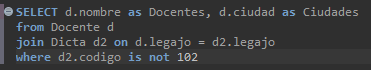 SELECT d.nombre as Docentes, d.ciudad as Ciudades
from Docente d
join Dicta d2 on d.legajo = d2.legajo
where d2.codigo is not 102